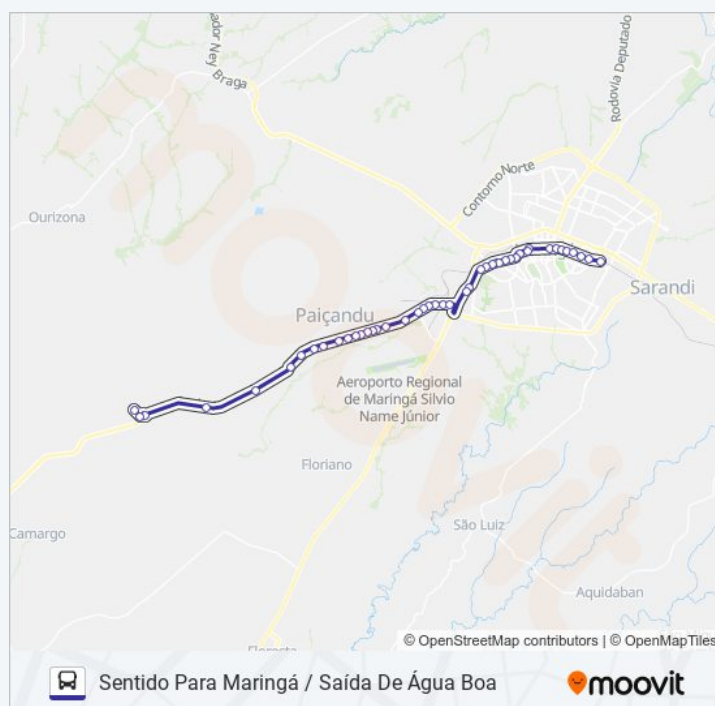 ador Ney Braga
Rodovia Deputado
Contorno Norte
Ourizona
Sarandi
Paiçandu
Aeroporto Regional
de Maringá Silvio
Name Júnior
Floriano
Camargo
São Luiz
Aquidaban
Floresta
© OpenStreetMap contributors | © OpenMapTiles
Sentido Para Maringá / Saída De Água Boa
moovit